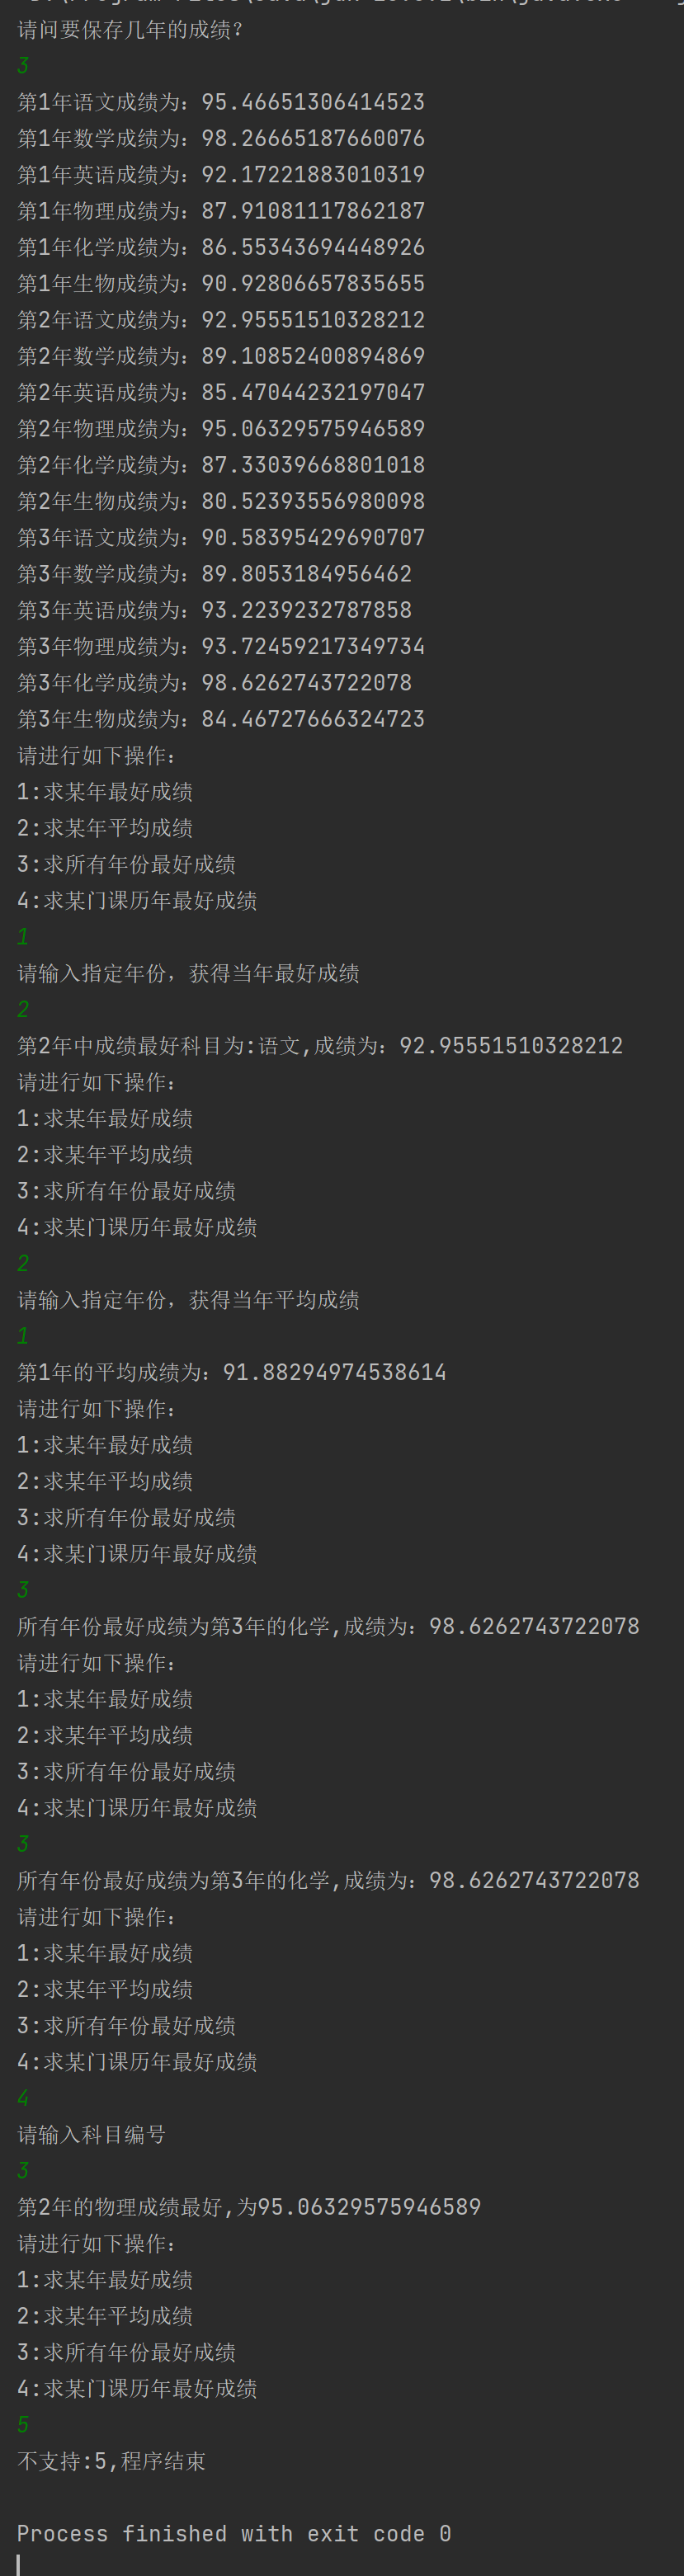 请问要保存几年的成绩?
3
第1年语文成绩为: 95.46651306414523
第1年数学成绩为: 98.26665187660076
第1年英语成绩为: 92.17221883010319
第1年物理成绩为: 87.91081117862187
第1年化学成绩为: 86.55343694448926
第1年生物成绩为: 90.92806657835655
第2年语文成绩为: 92.95551510328212
第2年数学成绩为: 89.10852400894869
第2年英语成绩为: 85.47044232197047
第2年物理成绩为: 95.06329575946589
第2年化学成绩为: 87.33039668801018
第2年生物成绩为: 80.52393556980098
第3年语文成绩为: 90.58395429690707
第3年数学成绩为: 89.8053184956462
第3年英语成绩为: 93.2239232787858
第3年物理成绩为: 93.72459217349734
第3年化学成绩为: 98.6262743722078
第3年生物成绩为: 84.46727666324723
请进行如下操作:
1:求某年最好成绩
2:求某年平均成绩
3:求所有年份最好成绩
4:求某门课历年最好成绩
1
请输入指定年份，获得当年最好成绩
2
第2年中成绩最好科目为:语文,成绩为: 92.95551510328212
请进行如下操作:
1:求某年最好成绩
2:求某年平均成绩
3:求所有年份最好成绩
4:求某门课历年最好成绩
2
请输入指定年份，获得当年平均成绩
1
第1年的平均成绩为: 91.88294974538614
请进行如下操作:
1:求某年最好成绩
2:求某年平均成绩
3:求所有年份最好成绩
4:求某门课历年最好成绩
3
所有年份最好成绩为第3年的化学,成绩为: 98.6262743722078
请进行如下操作:
1:求某年最好成绩
2:求某年平均成绩
3:求所有年份最好成绩
4:求某门课历年最好成绩
3
所有年份最好成绩为第3年的化学,成绩为: 98.6262743722078
请进行如下操作:
1:求某年最好成绩
2:求某年平均成绩
3:求所有年份最好成绩
4:求某门课历年最好成绩
4
请输入科目编号
3
第2年的物理成绩最好,为95.06329575946589
请进行如下操作:
1:求某年最好成绩
2:求某年平均成绩
3:求所有年份最好成绩
4:求某门课历年最好成绩
5
不支持:5,程序结束
Process finished with exit code 0